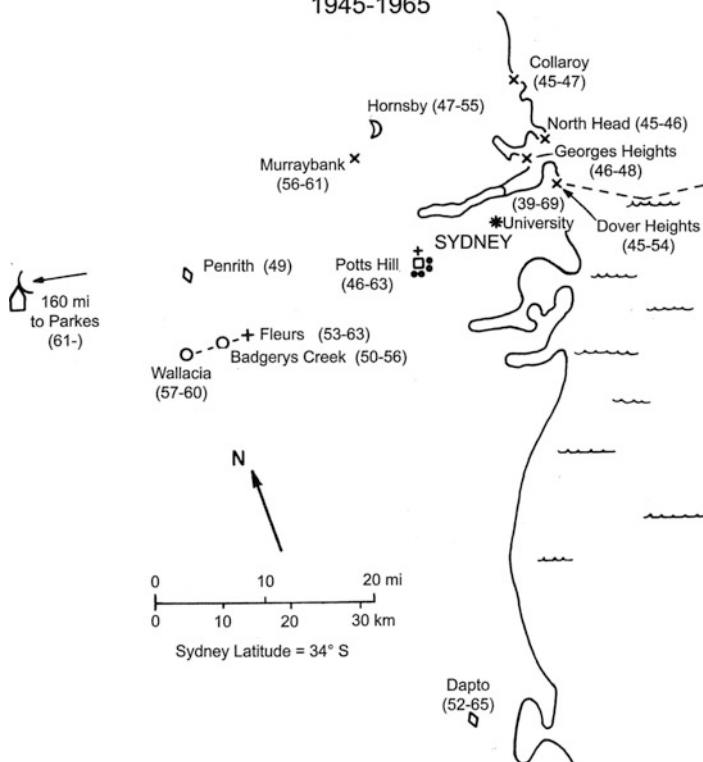 1945-1965
Collaroy
(45-47)
Hornsby (47-55)
North Head (45-46)
Georges Heights
(46-48)
Murraybank
(56-61)
(39-69)
University
Dover Heights
(45-54)
SYDNEY
Potts Hill
(46-63)
Penrith (49)
160 mi
to Parkes
(61-)
Fleurs (53-63)
Badgerys Creek (50-56)
Wallacia
(57-60)
N
0 10 20 mi
0 10 20 30 km
Sydney Latitude = 34° S
Dapto
(52-65)